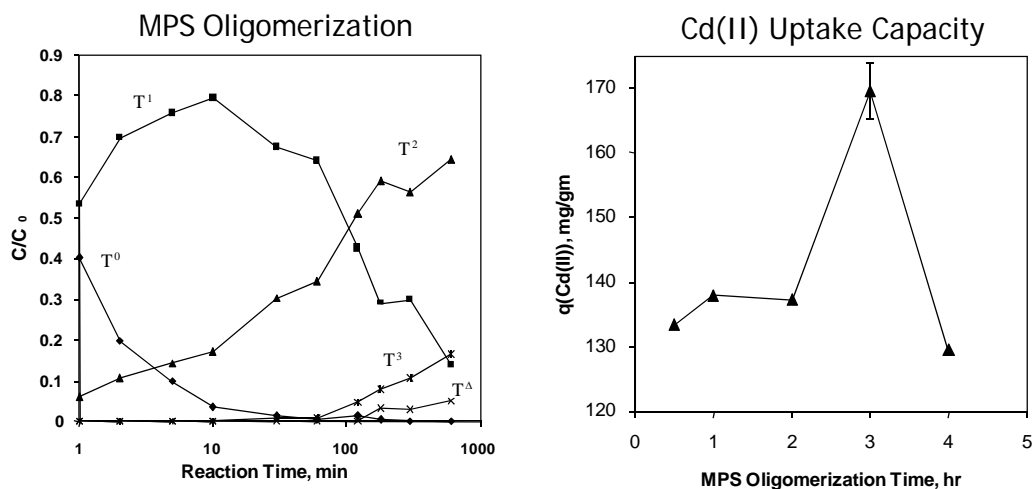 MPS Oligomerization
0.9
0.8
0.7
0.6
0.5
0.4
0.3
0.2
0.1
0
C/C₀
T¹
T²
T⁰
T³
T^Δ
1
10
100
1000
Reaction Time, min
Cd(II) Uptake Capacity
170
160
150
140
130
120
q(Cd(II)), mg/gm
0
1
2
3
4
5
MPS Oligomerization Time, hr